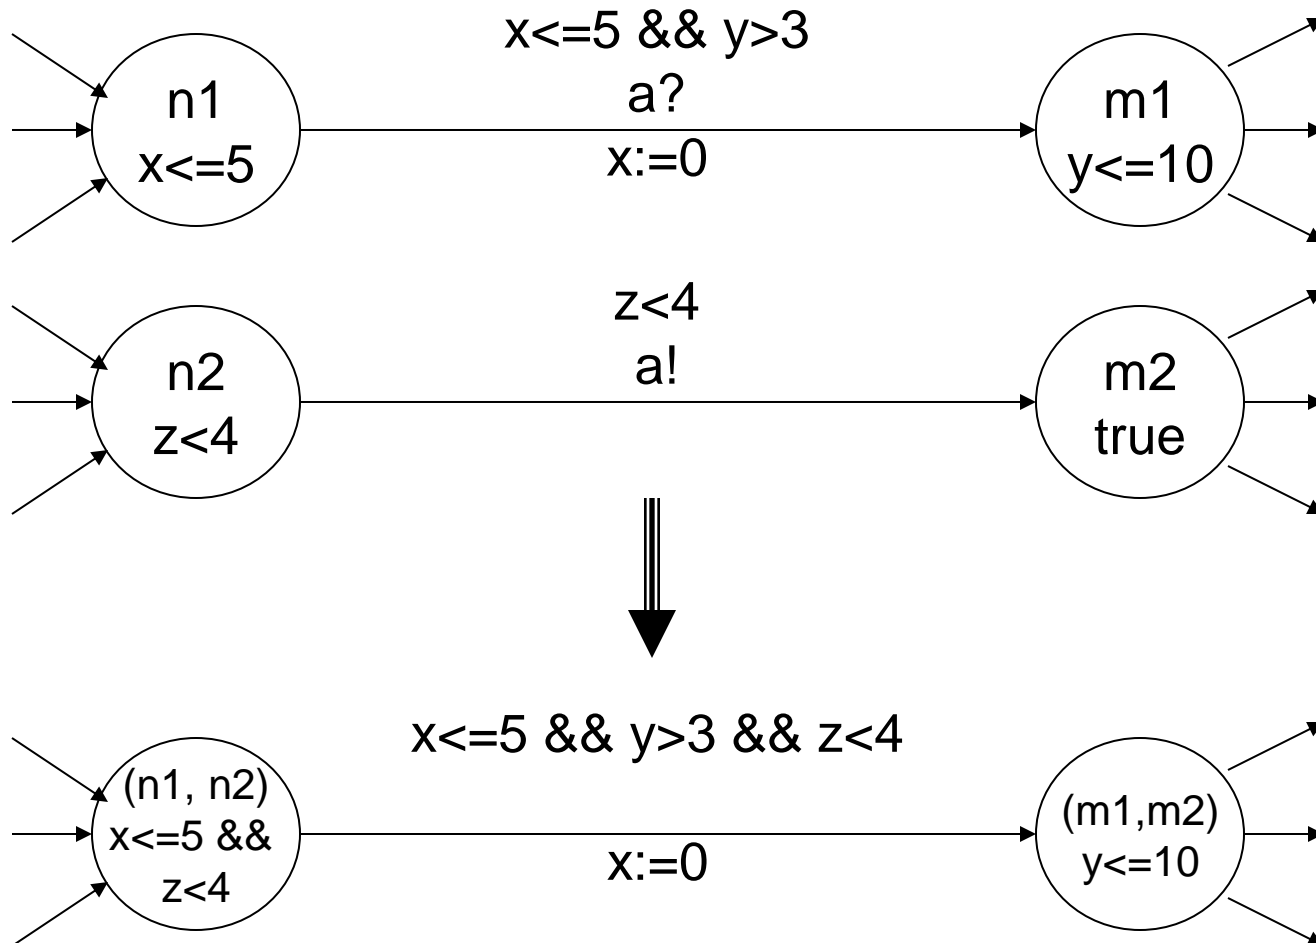 x<=5 && y>3
n1
a?
m1
x<=5
x:=0
y<=10
z<4
n2
a!
m2
z<4
true
x<=5 && y>3 && z<4
(n1, n2)
x<=5 &&
z<4
x:=0
(m1,m2)
y<=10